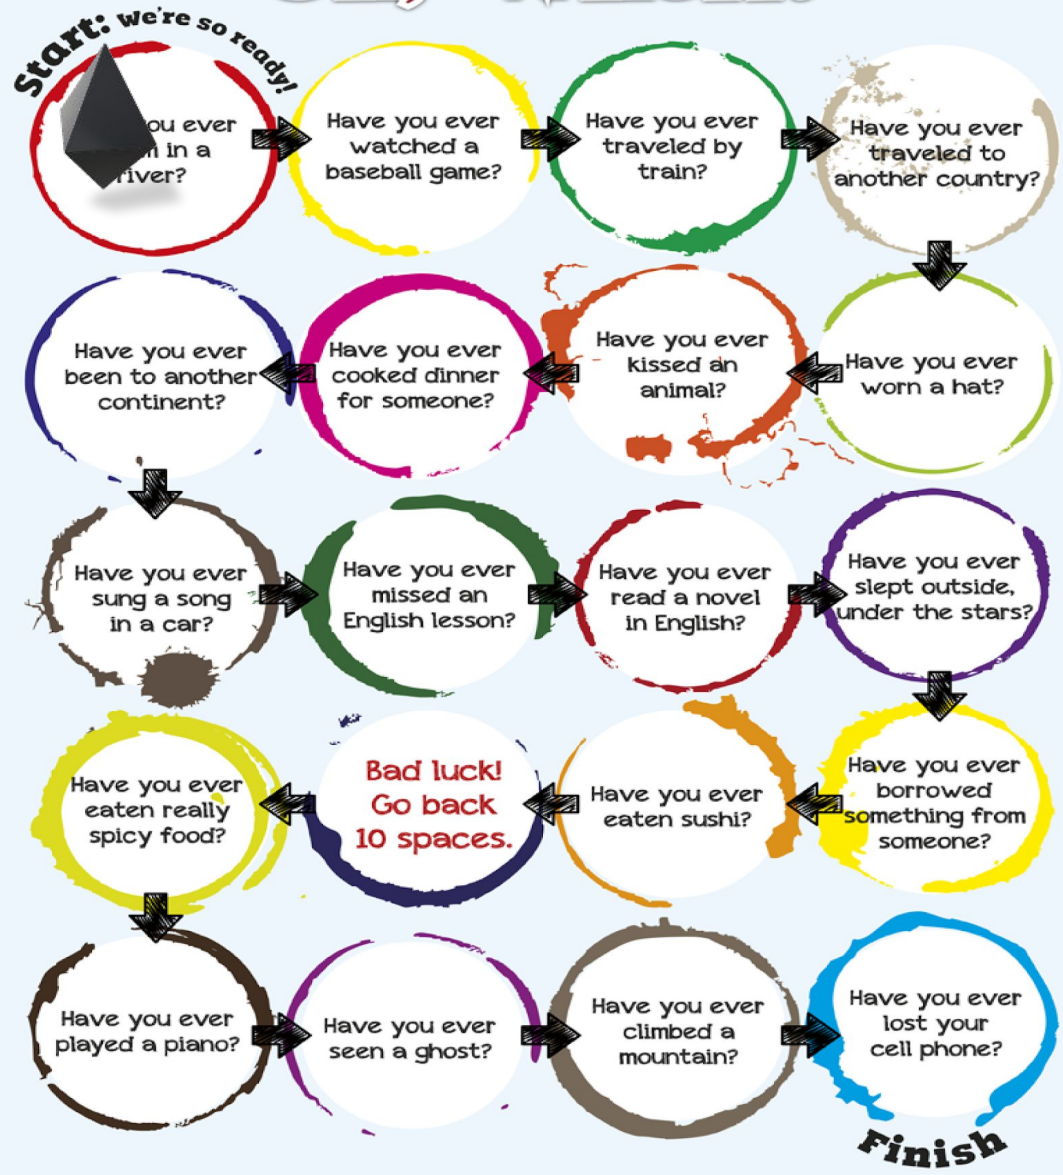 Start: We're so ready!
ou ever
in a
river?
Have you ever
watched a
baseball game?
Have you ever
traveled by
train?
Have you ever
traveled to
another country?
Have you ever
worn a hat?
Have you ever
kissed an
animal?
Have you ever
cooked dinner
for someone?
Have you ever
been to another
continent?
Have you ever
sung a song
in a car?
Have you ever
missed an
English lesson?
Have you ever
read a novel
in English?
Have you ever
slept outside,
under the stars?
Have you ever
borrowed
something from
someone?
Have you ever
eaten sushi?
Bad luck!
Go back
10 spaces.
Have you ever
eaten really
spicy food?
Have you ever
played a piano?
Have you ever
seen a ghost?
Have you ever
climbed a
mountain?
Have you ever
lost your
cell phone?
Finish